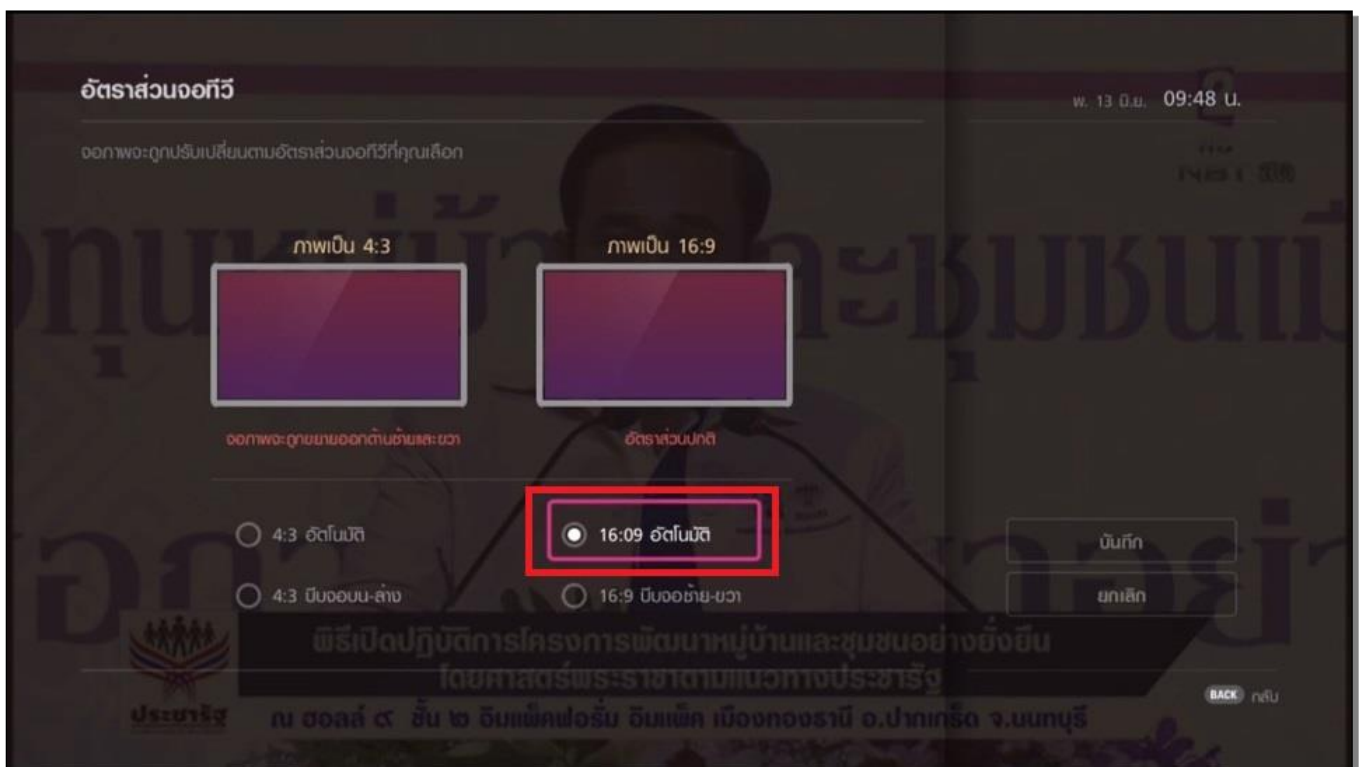 อัตราส่วนจอทีวี
พ. 13 มิ.ย. 09:48 น.
จอภาพจะถูกปรับเปลี่ยนตามอัตราส่วนจอทีวีที่คุณเลือก
ภาพเป็น 4:3
ภาพเป็น 16:9
จอภาพจะถูกขยายออกด้านซ้ายและขวา
อัตราส่วนปกติ
4:3 อัตโนมัติ
16:09 อัตโนมัติ
บันทึก
4:3 บีบจอบน-ล่าง
16:9 บีบจอซ้าย-ขวา
ยกเลิก
พิธีเปิดปฏิบัติการโครงการพัฒนาหมู่บ้านและชุมชนอย่างยั่งยืน
โดยศาสตร์พระราชาตามแนวทางประชารัฐ
BACK กลับ
ประชารัฐ
ณ ฮอลล์ ๙ ชั้น ๒ อิมแพ็คฟอรั่ม อิมแพ็ค เมืองทองธานี อ.ปากเกร็ด จ.นนทบุรี